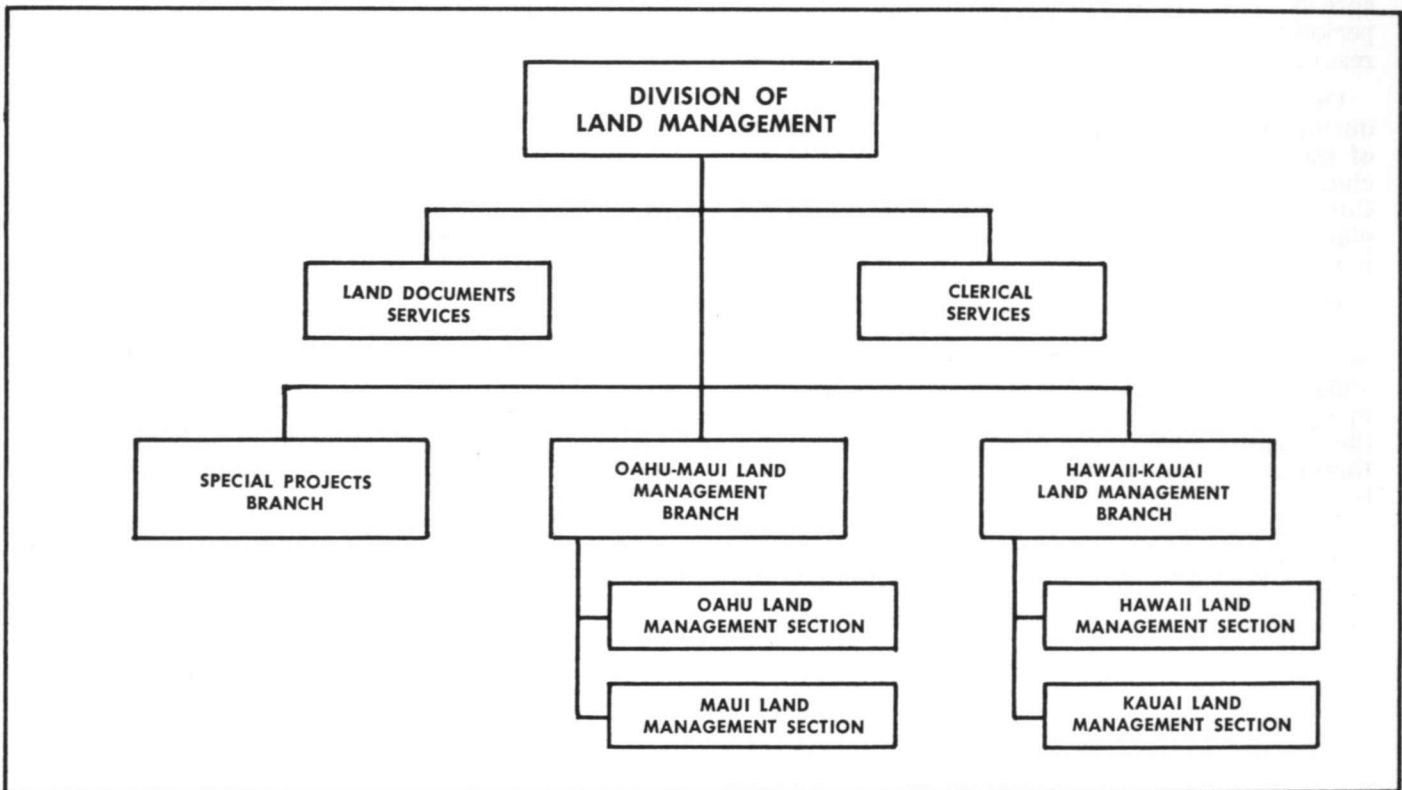 DIVISION OF
LAND MANAGEMENT
LAND DOCUMENTS
SERVICES
CLERICAL
SERVICES
SPECIAL PROJECTS
BRANCH
OAHU-MAUI LAND
MANAGEMENT
BRANCH
HAWAII-KAUAI
LAND MANAGEMENT
BRANCH
OAHU LAND
MANAGEMENT SECTION
HAWAII LAND
MANAGEMENT SECTION
MAUI LAND
MANAGEMENT SECTION
KAUAI LAND
MANAGEMENT SECTION